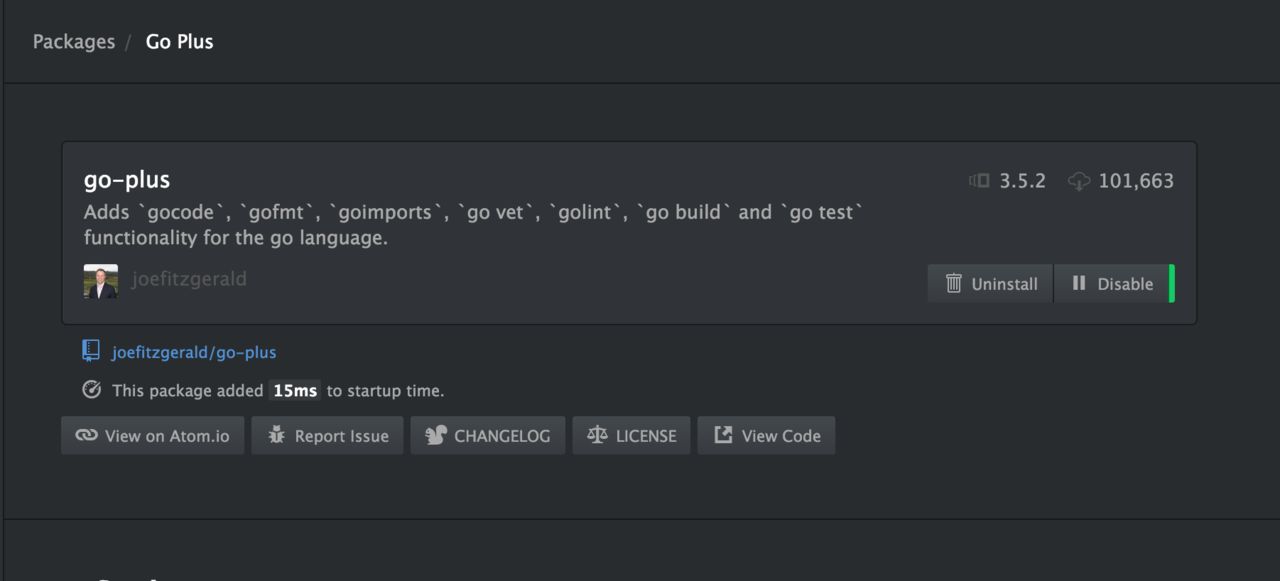 Packages / Go Plus
go-plus
3.5.2
101,663
Adds `gocode`, `gofmt`, `goimports`, `go vet`, `golint`, `go build` and `go test`
functionality for the go language.
joefitzgerald
Uninstall
Disable
joefitzgerald/go-plus
This package added 15ms to startup time.
View on Atom.io
Report Issue
CHANGELOG
LICENSE
View Code